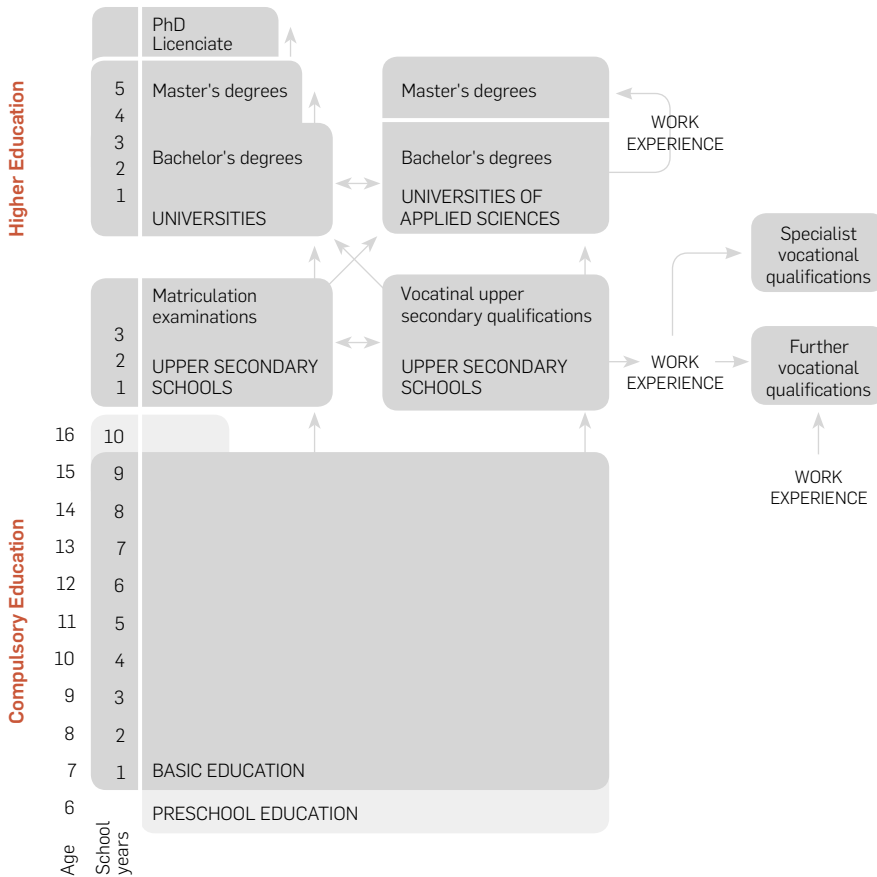 Higher Education
PhD
Licenciate
5
4
3
2
1
Master's degrees
Bachelor's degrees
UNIVERSITIES
Master's degrees
Bachelor's degrees
UNIVERSITIES OF
APPLIED SCIENCES
WORK
EXPERIENCE
3
2
1
Matriculation
examinations
UPPER SECONDARY
SCHOOLS
Vocatinal upper
secondary qualifications
UPPER SECONDARY
SCHOOLS
WORK
EXPERIENCE
Specialist
vocational
qualifications
Further
vocational
qualifications
WORK
EXPERIENCE
Compulsory Education
16 10
15 9
14 8
13 7
12 6
11 5
10 4
9 3
8 2
7 1 BASIC EDUCATION
6 PRESCHOOL EDUCATION
Age
School
years